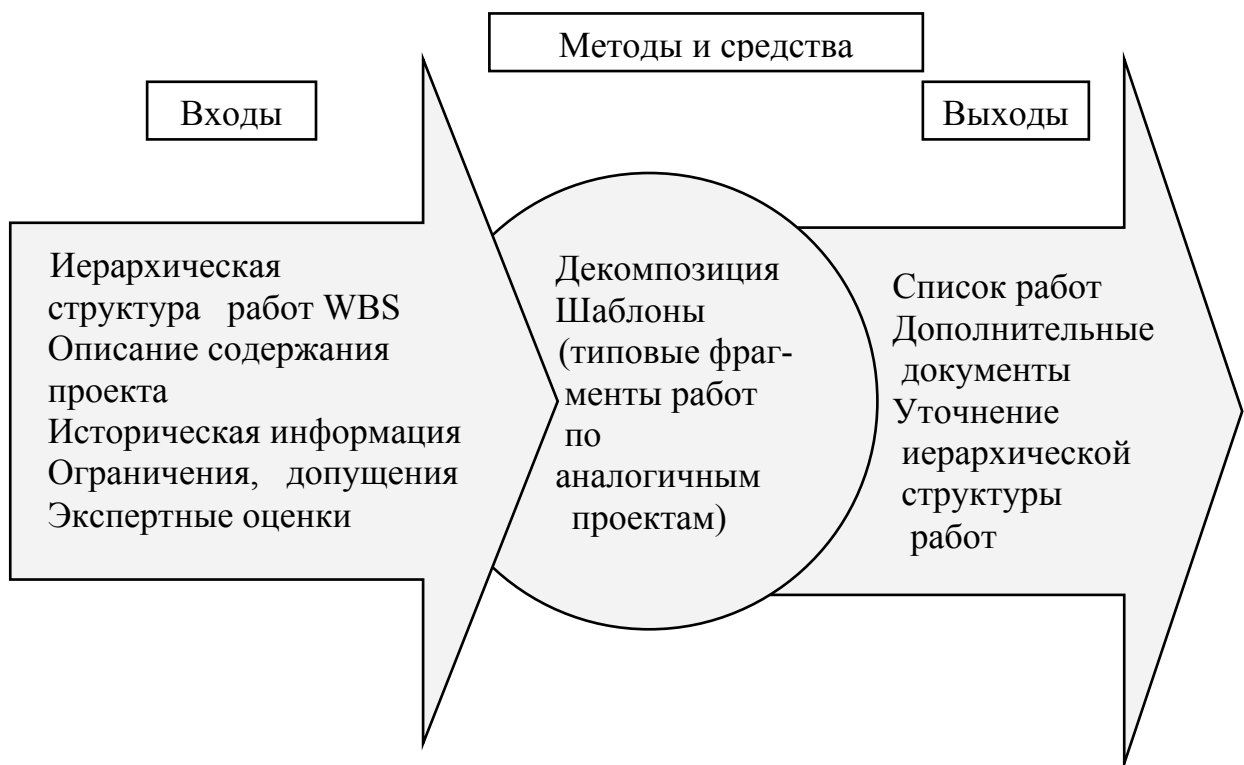 Методы и средства
Входы
Выходы
Иерархическая
структура работ WBS
Описание содержания
проекта
Историческая информация
Ограничения, допущения
Экспертные оценки
Декомпозиция
Шаблоны
(типовые фраг-
менты работ
по
аналогичным
проектам)
Список работ
Дополнительные
документы
Уточнение
иерархической
структуры
работ